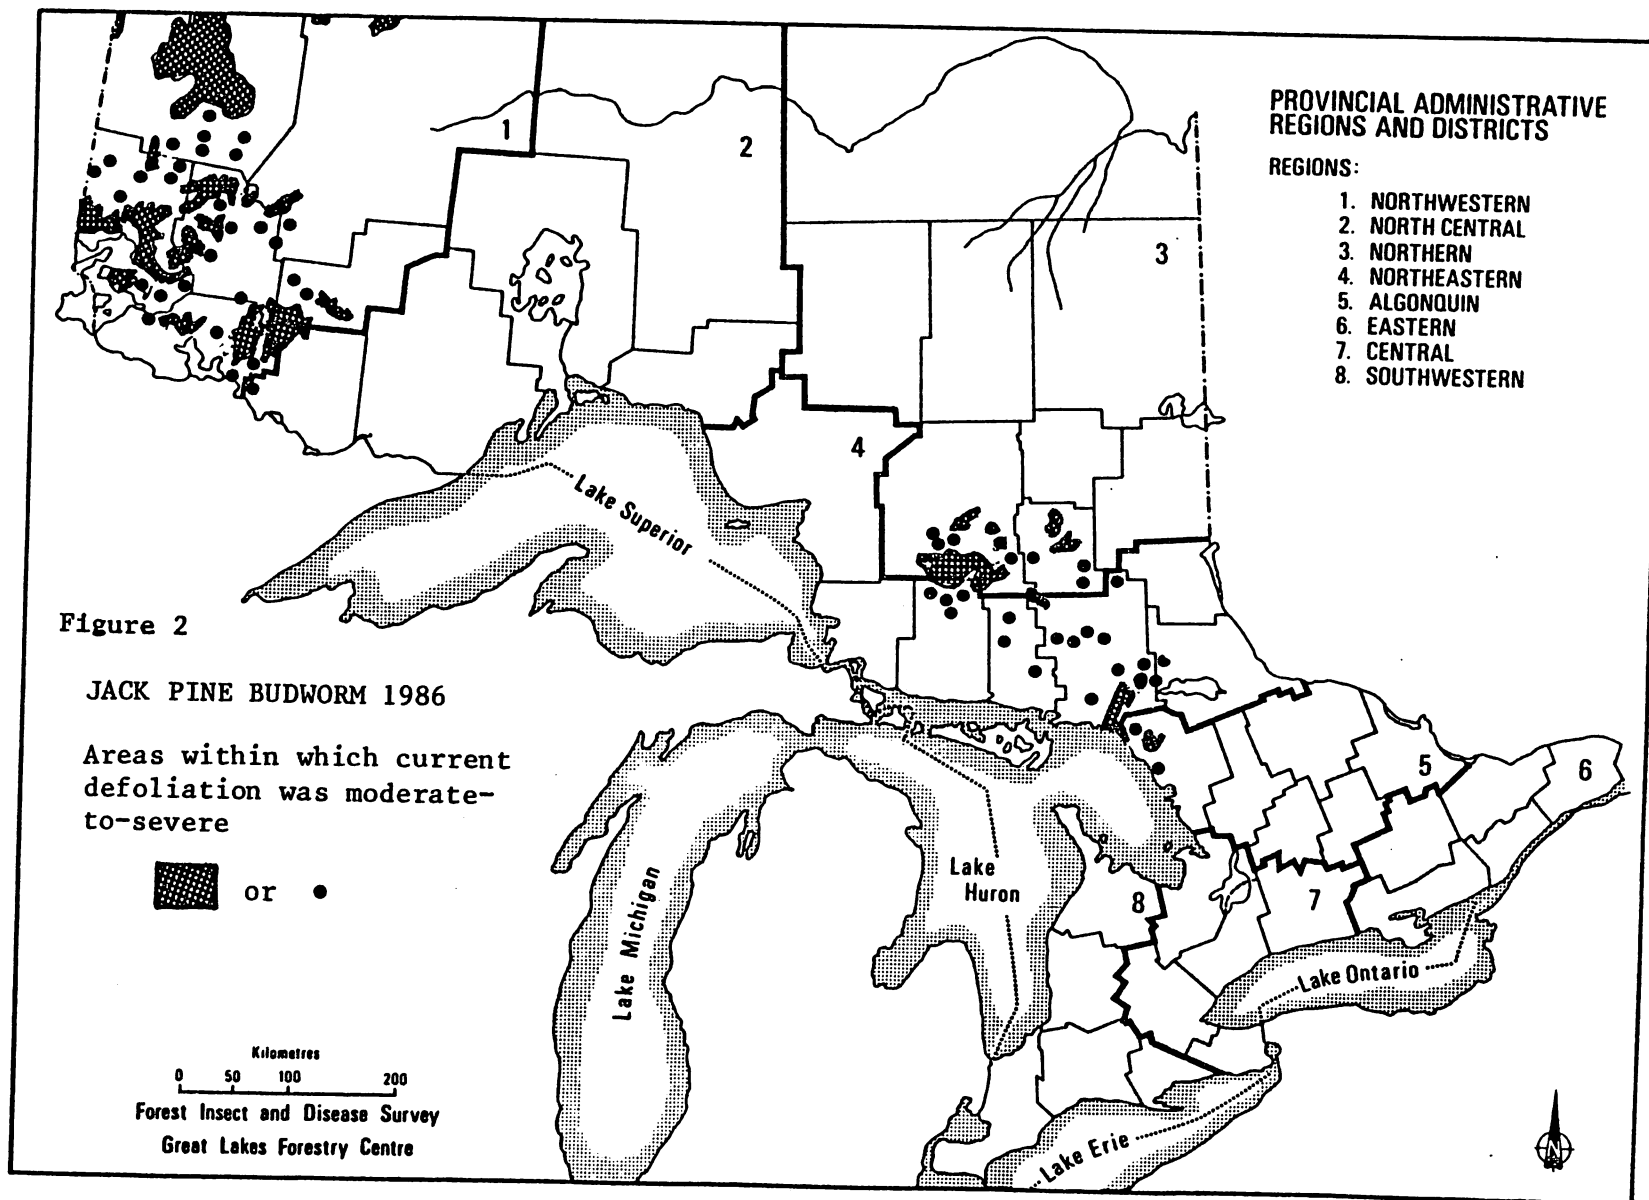 PROVINCIAL ADMINISTRATIVE
REGIONS AND DISTRICTS
REGIONS:
1. NORTHWESTERN
2. NORTH CENTRAL
3. NORTHERN
4. NORTHEASTERN
5. ALGONQUIN
6. EASTERN
7. CENTRAL
8. SOUTHWESTERN
1
2
3
4
5
6
7
8
Lake Superior
Lake Michigan
Lake
Huron
Lake Ontario
Lake Erie
Figure 2
JACK PINE BUDWORM 1986
Areas within which current
defoliation was moderate-
to-severe
or
Kilometres
0 50 100 200
Forest Insect and Disease Survey
Great Lakes Forestry Centre
N